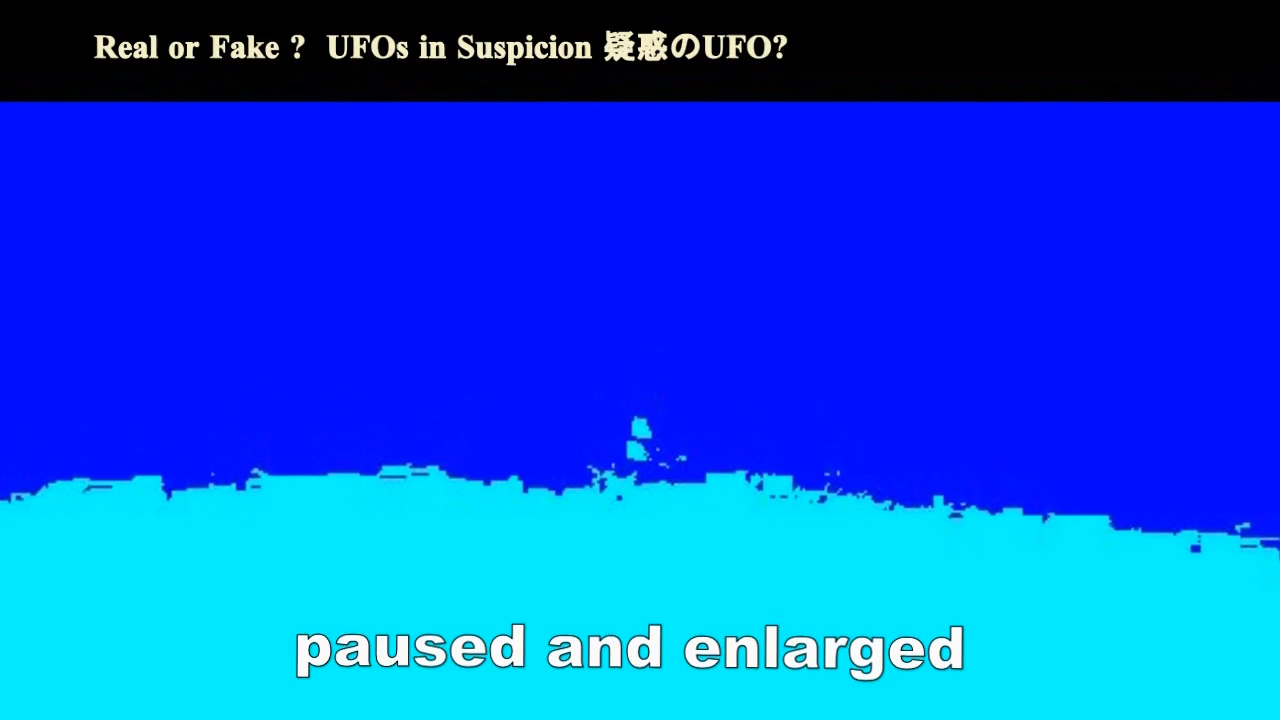 Real or Fake ? UFOs in Suspicion 疑惑のUFO?
paused and enlarged